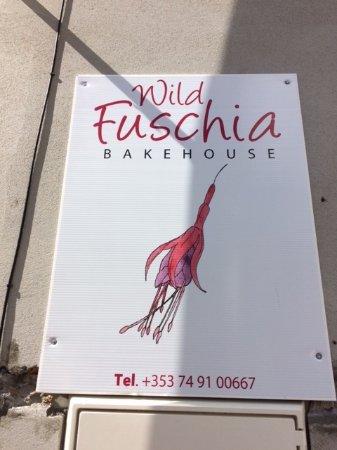 Wild
Fuschia
BAKEHOUSE
Tel. +353 74 91 00667